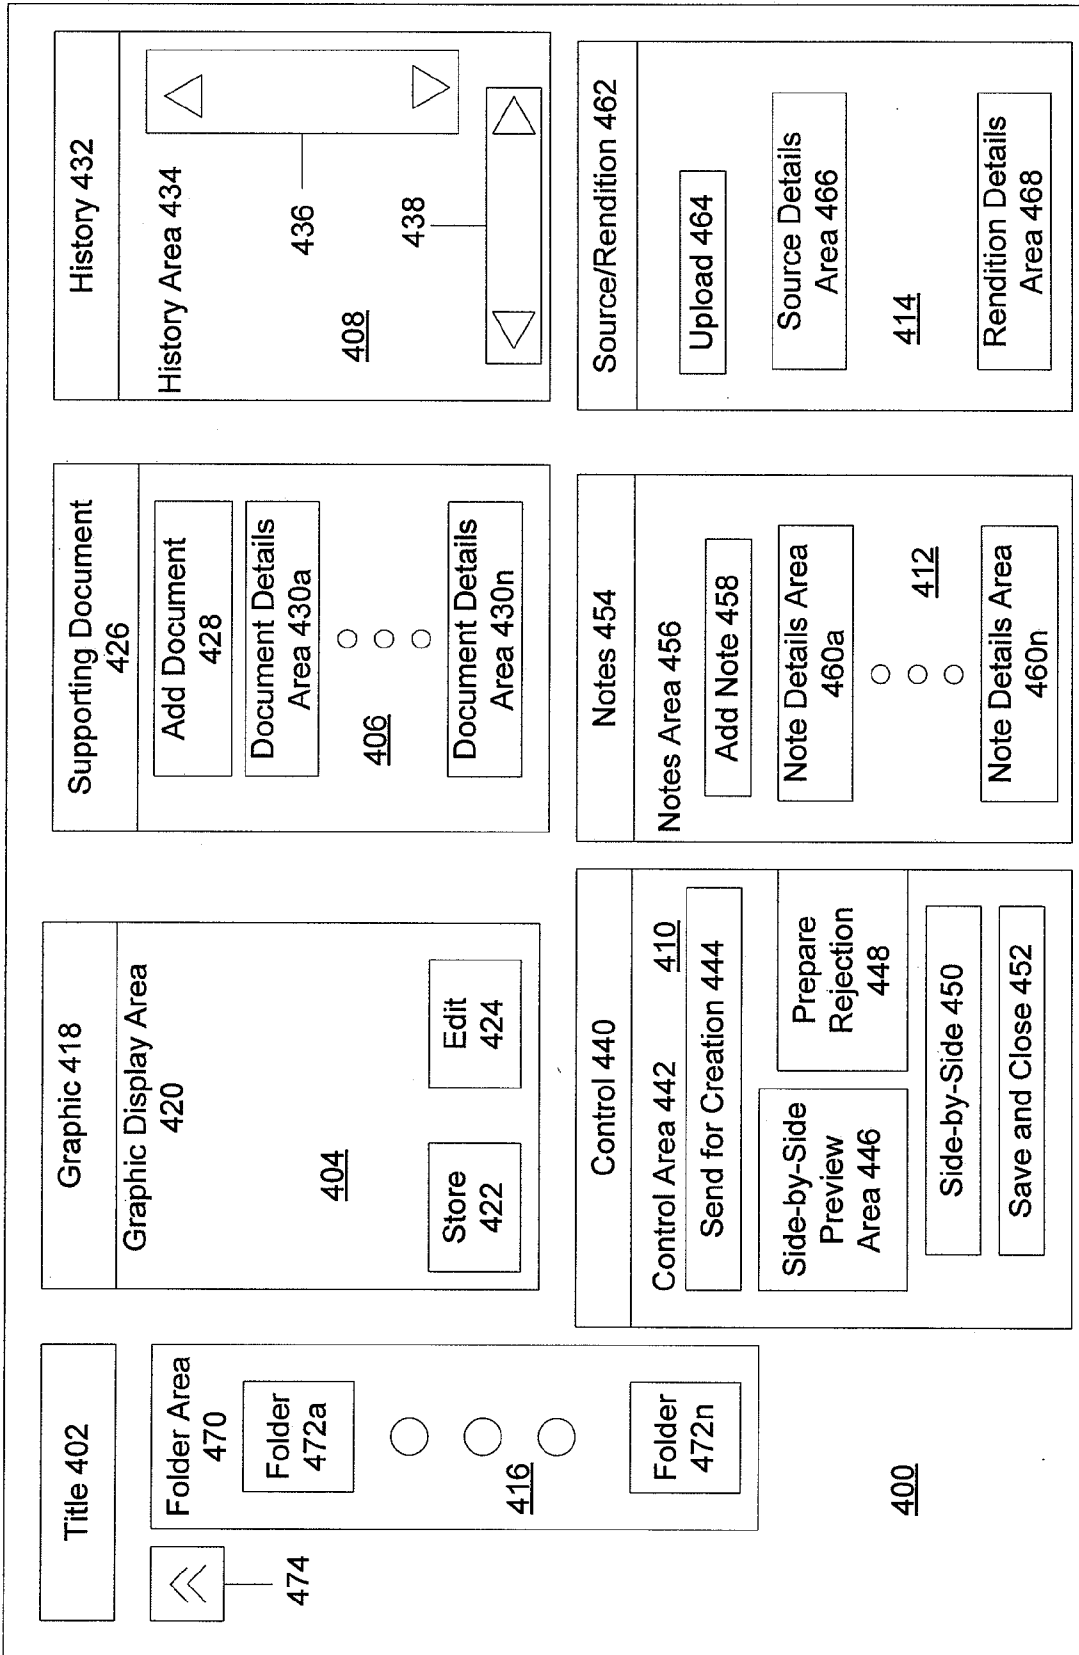 Title 402
474
Folder Area
470
Folder
472a
416
Folder
472n
400
Graphic 418
Graphic Display Area
420
404
Store
422
Edit
424
Supporting Document
426
Add Document
428
Document Details
Area 430a
406
Document Details
Area 430n
History 432
History Area 434
436
408
438
Control 440
Control Area 442
410
Send for Creation 444
Side-by-Side
Preview
Area 446
Prepare
Rejection
448
Side-by-Side 450
Save and Close 452
Notes 454
Notes Area 456
Add Note 458
Note Details Area
460a
412
Note Details Area
460n
Source/Rendition 462
Upload 464
Source Details
Area 466
414
Rendition Details
Area 468